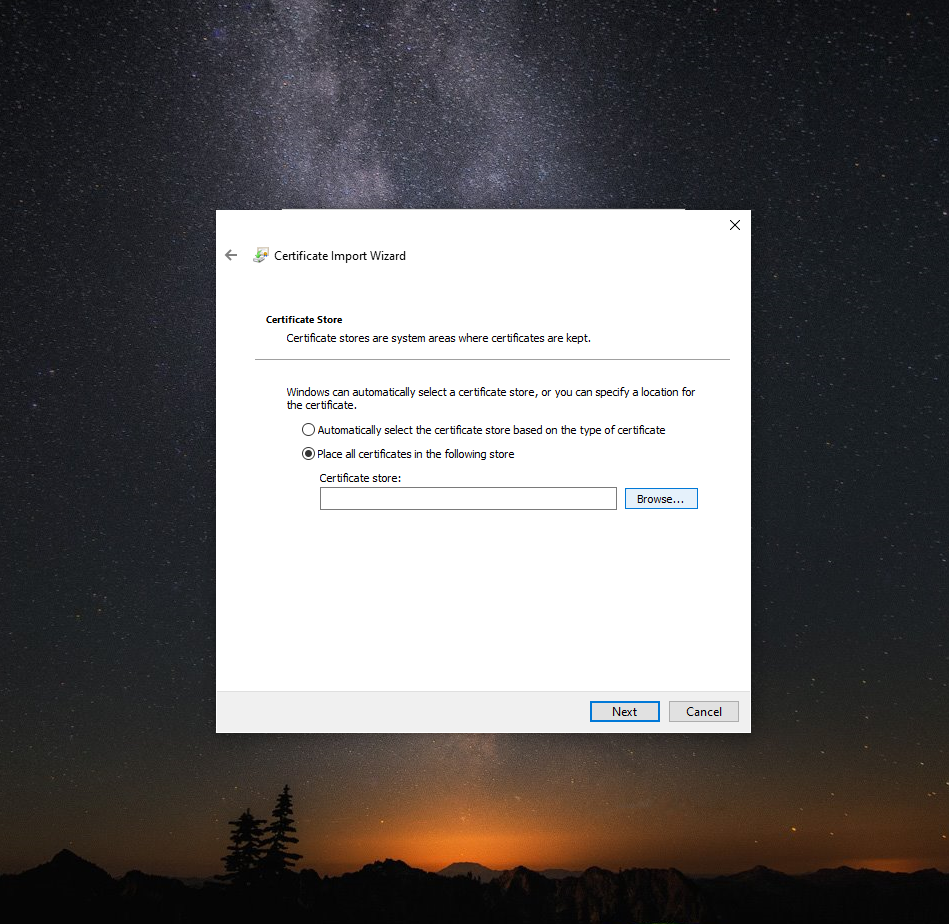 Certificate Import Wizard
Certificate Store
Certificate stores are system areas where certificates are kept.
Windows can automatically select a certificate store, or you can specify a location for
the certificate.
Automatically select the certificate store based on the type of certificate
Place all certificates in the following store
Certificate store:
Browse...
Next
Cancel